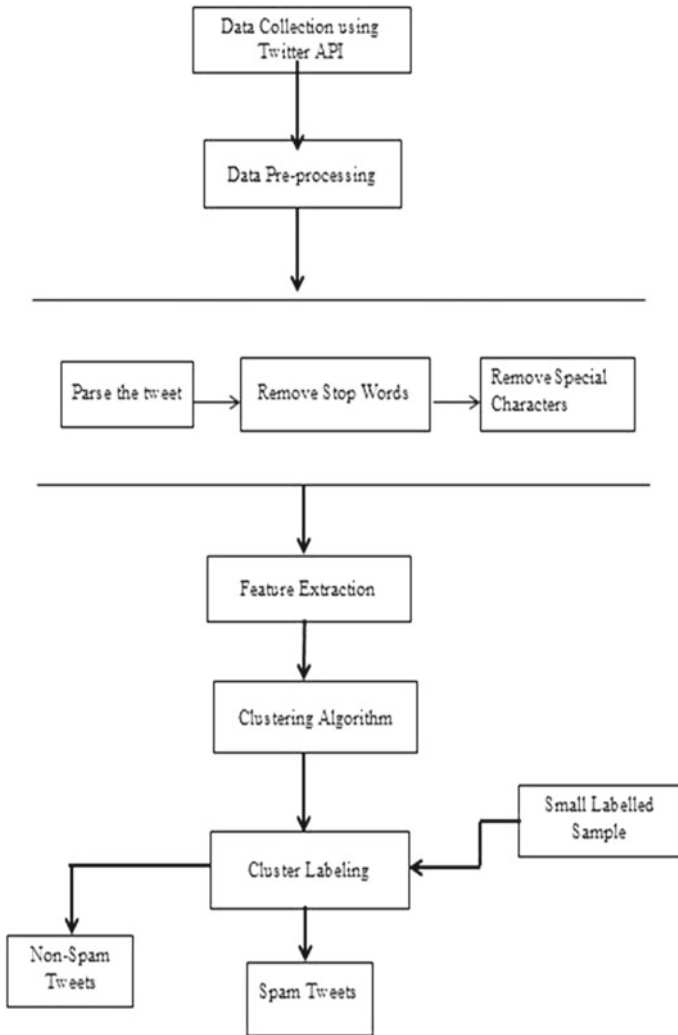 Data Collection using
Twitter API
Data Pre-processing
Parse the tweet
Remove Stop Words
Remove Special
Characters
Feature Extraction
Clustering Algorithm
Small Labelled
Sample
Cluster Labeling
Non-Spam
Tweets
Spam Tweets